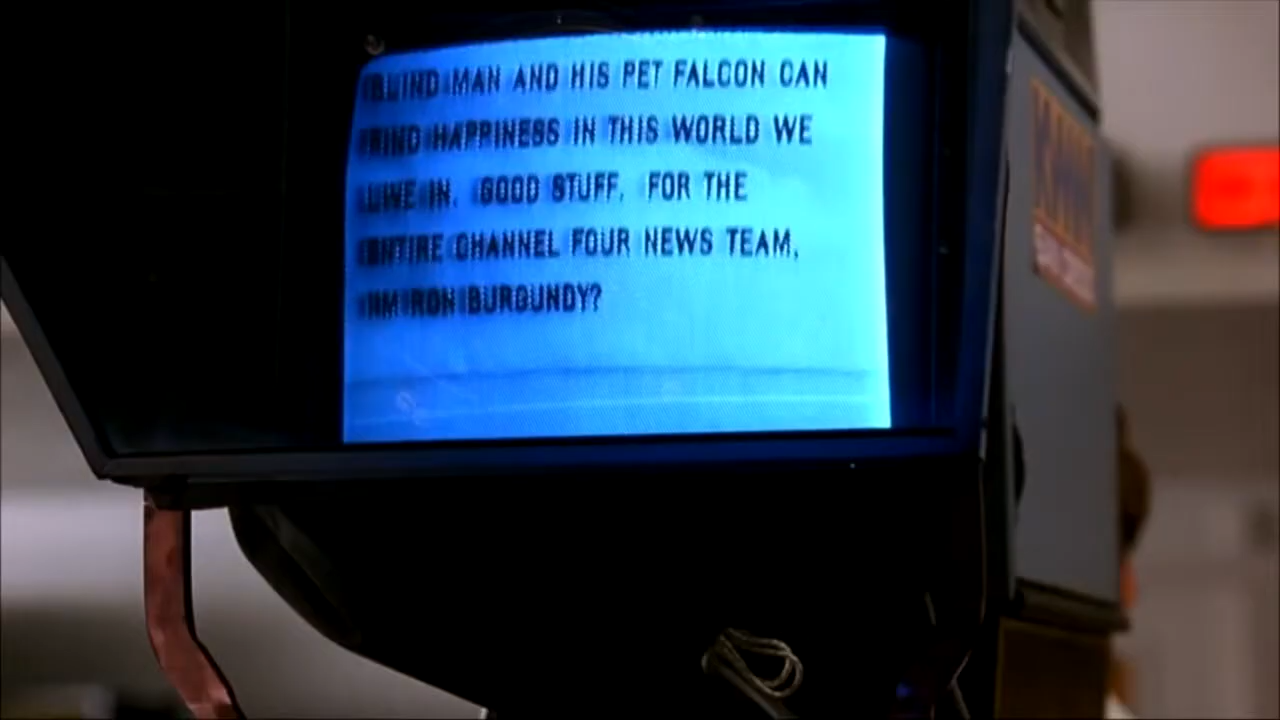 BLIND MAN AND HIS PET FALCON CAN
FIND HAPPINESS IN THIS WORLD WE
LIVE IN. GOOD STUFF. FOR THE
ENTIRE CHANNEL FOUR NEWS TEAM,
I'M RON BURGUNDY?